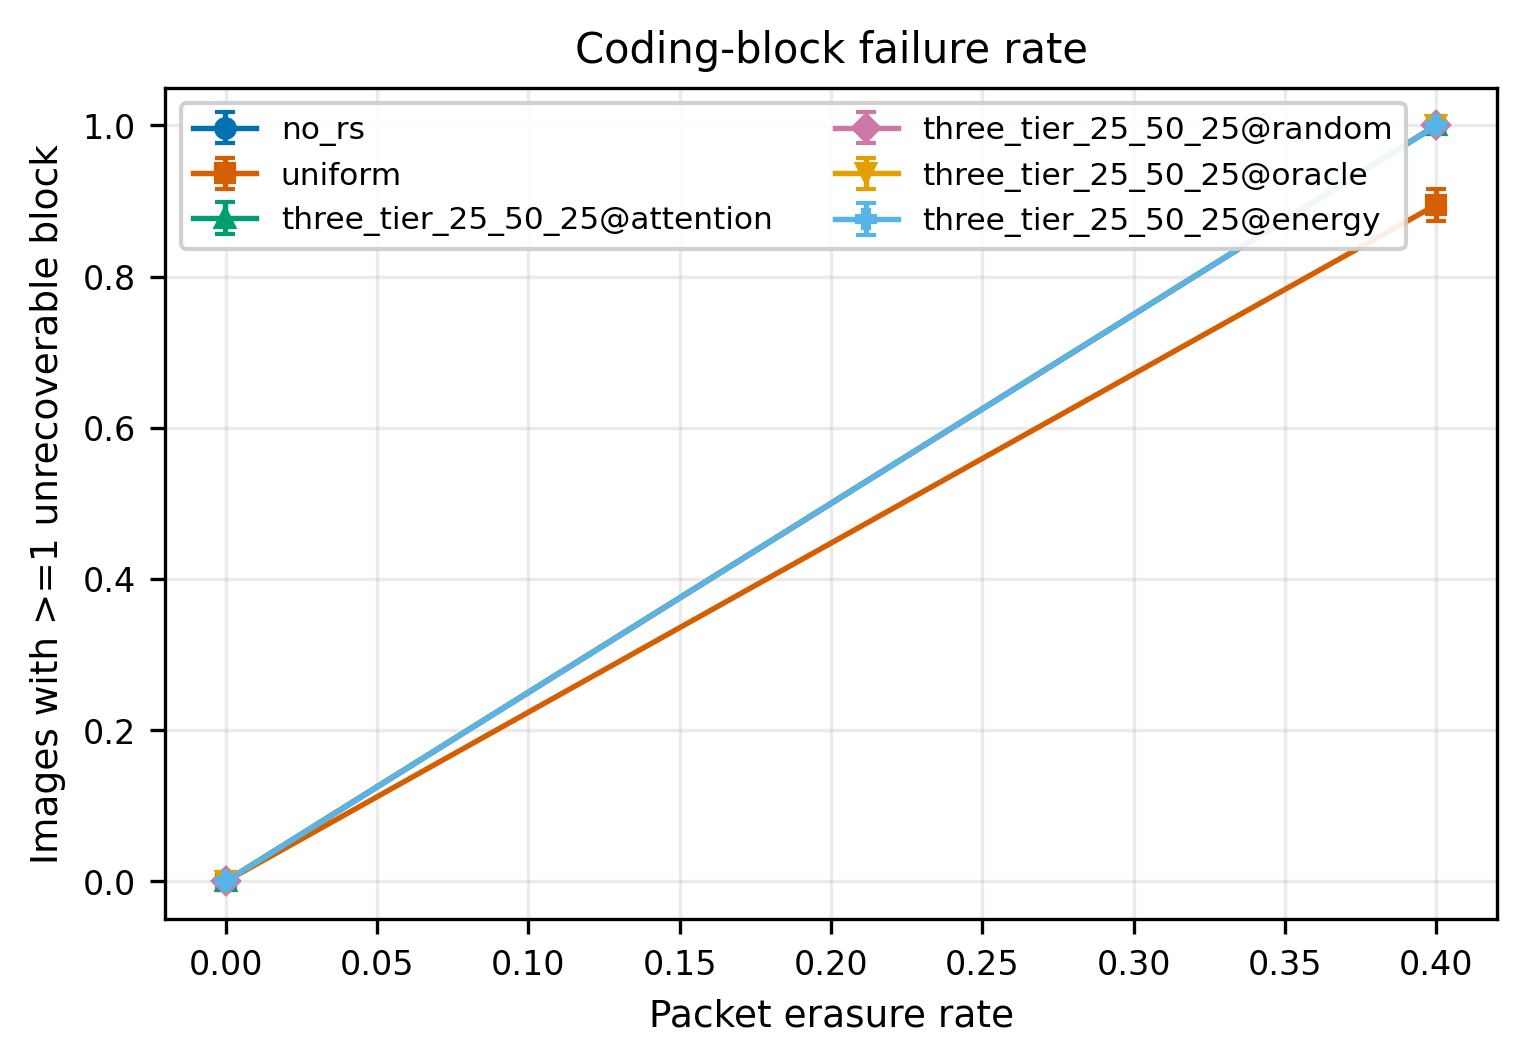 Coding-block failure rate
no_rs
uniform
three_tier_25_50_25@attention
three_tier_25_50_25@random
three_tier_25_50_25@oracle
three_tier_25_50_25@energy
Images with >=1 unrecoverable block
1.0
0.8
0.6
0.4
0.2
0.0
0.00 0.05 0.10 0.15 0.20 0.25 0.30 0.35 0.40
Packet erasure rate